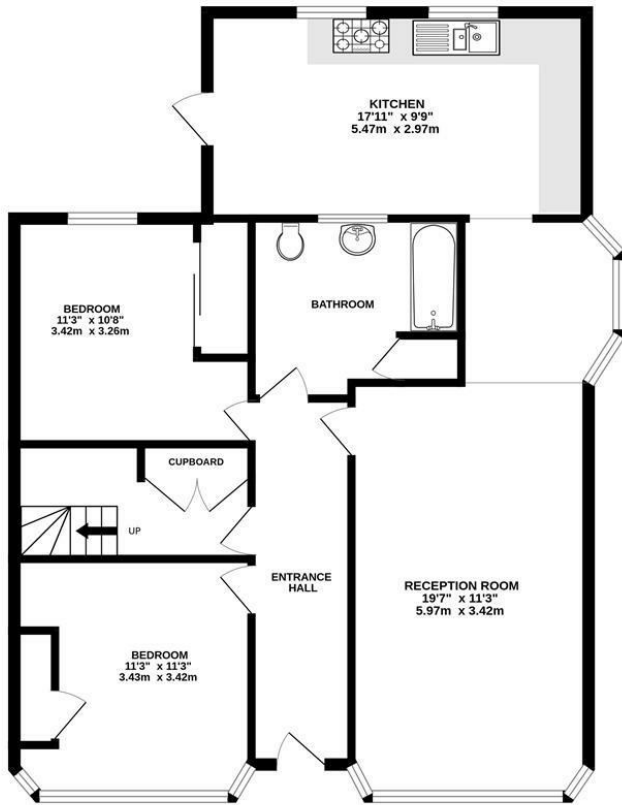 KITCHEN
17'11" x 9'9"
5.47m x 2.97m
BEDROOM
11'3" x 10'8"
3.42m x 3.26m
BATHROOM
CUPBOARD
UP
ENTRANCE
HALL
RECEPTION ROOM
19'7" x 11'3"
5.97m x 3.42m
BEDROOM
11'3" x 11'3"
3.43m x 3.42m